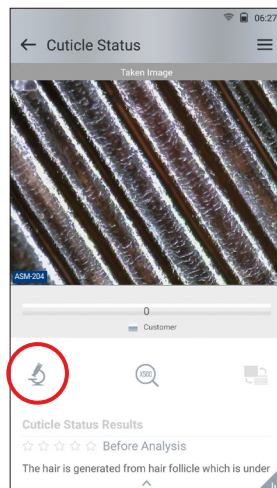 06:27
Cuticle Status
Taken Image
ASM-204
0
Customer
X500
Cuticle Status Results
Before Analysis
The hair is generated from hair follicle which is under